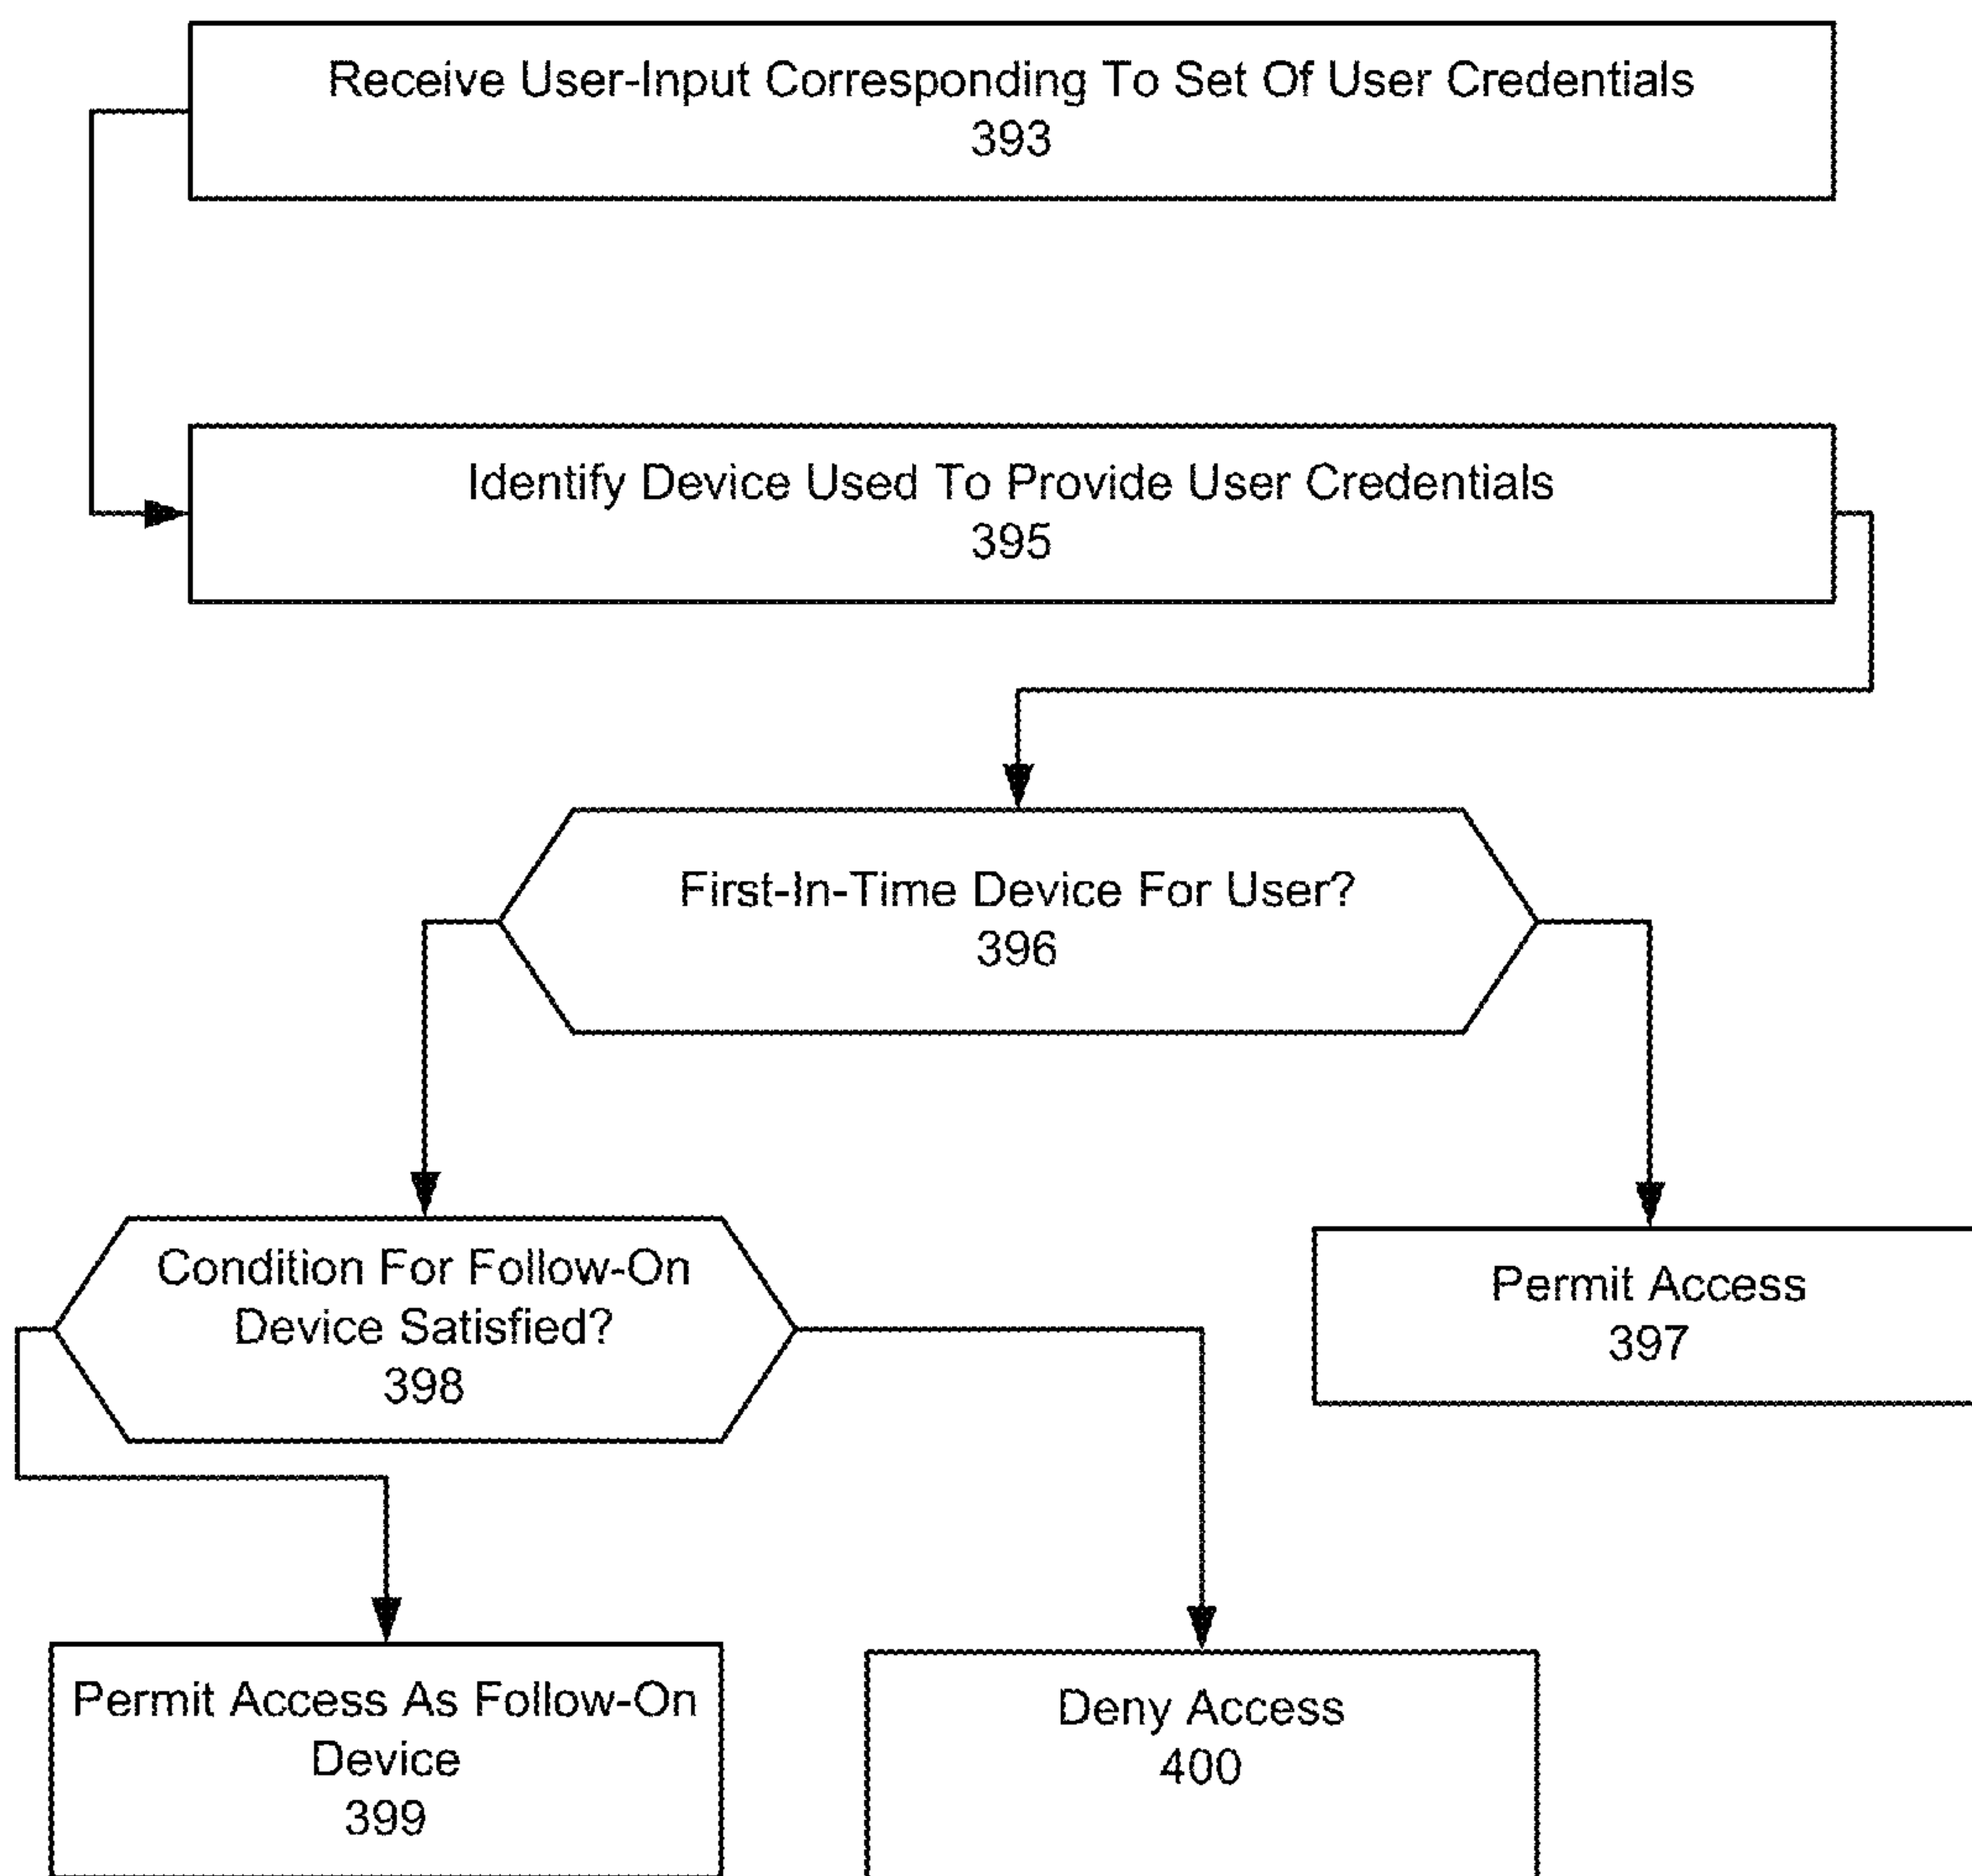 Receive User-Input Corresponding To Set Of User Credentials
393
Identify Device Used To Provide User Credentials
395
First-In-Time Device For User?
396
Condition For Follow-On
Device Satisfied?
398
Permit Access
397
Permit Access As Follow-On
Device
399
Deny Access
400